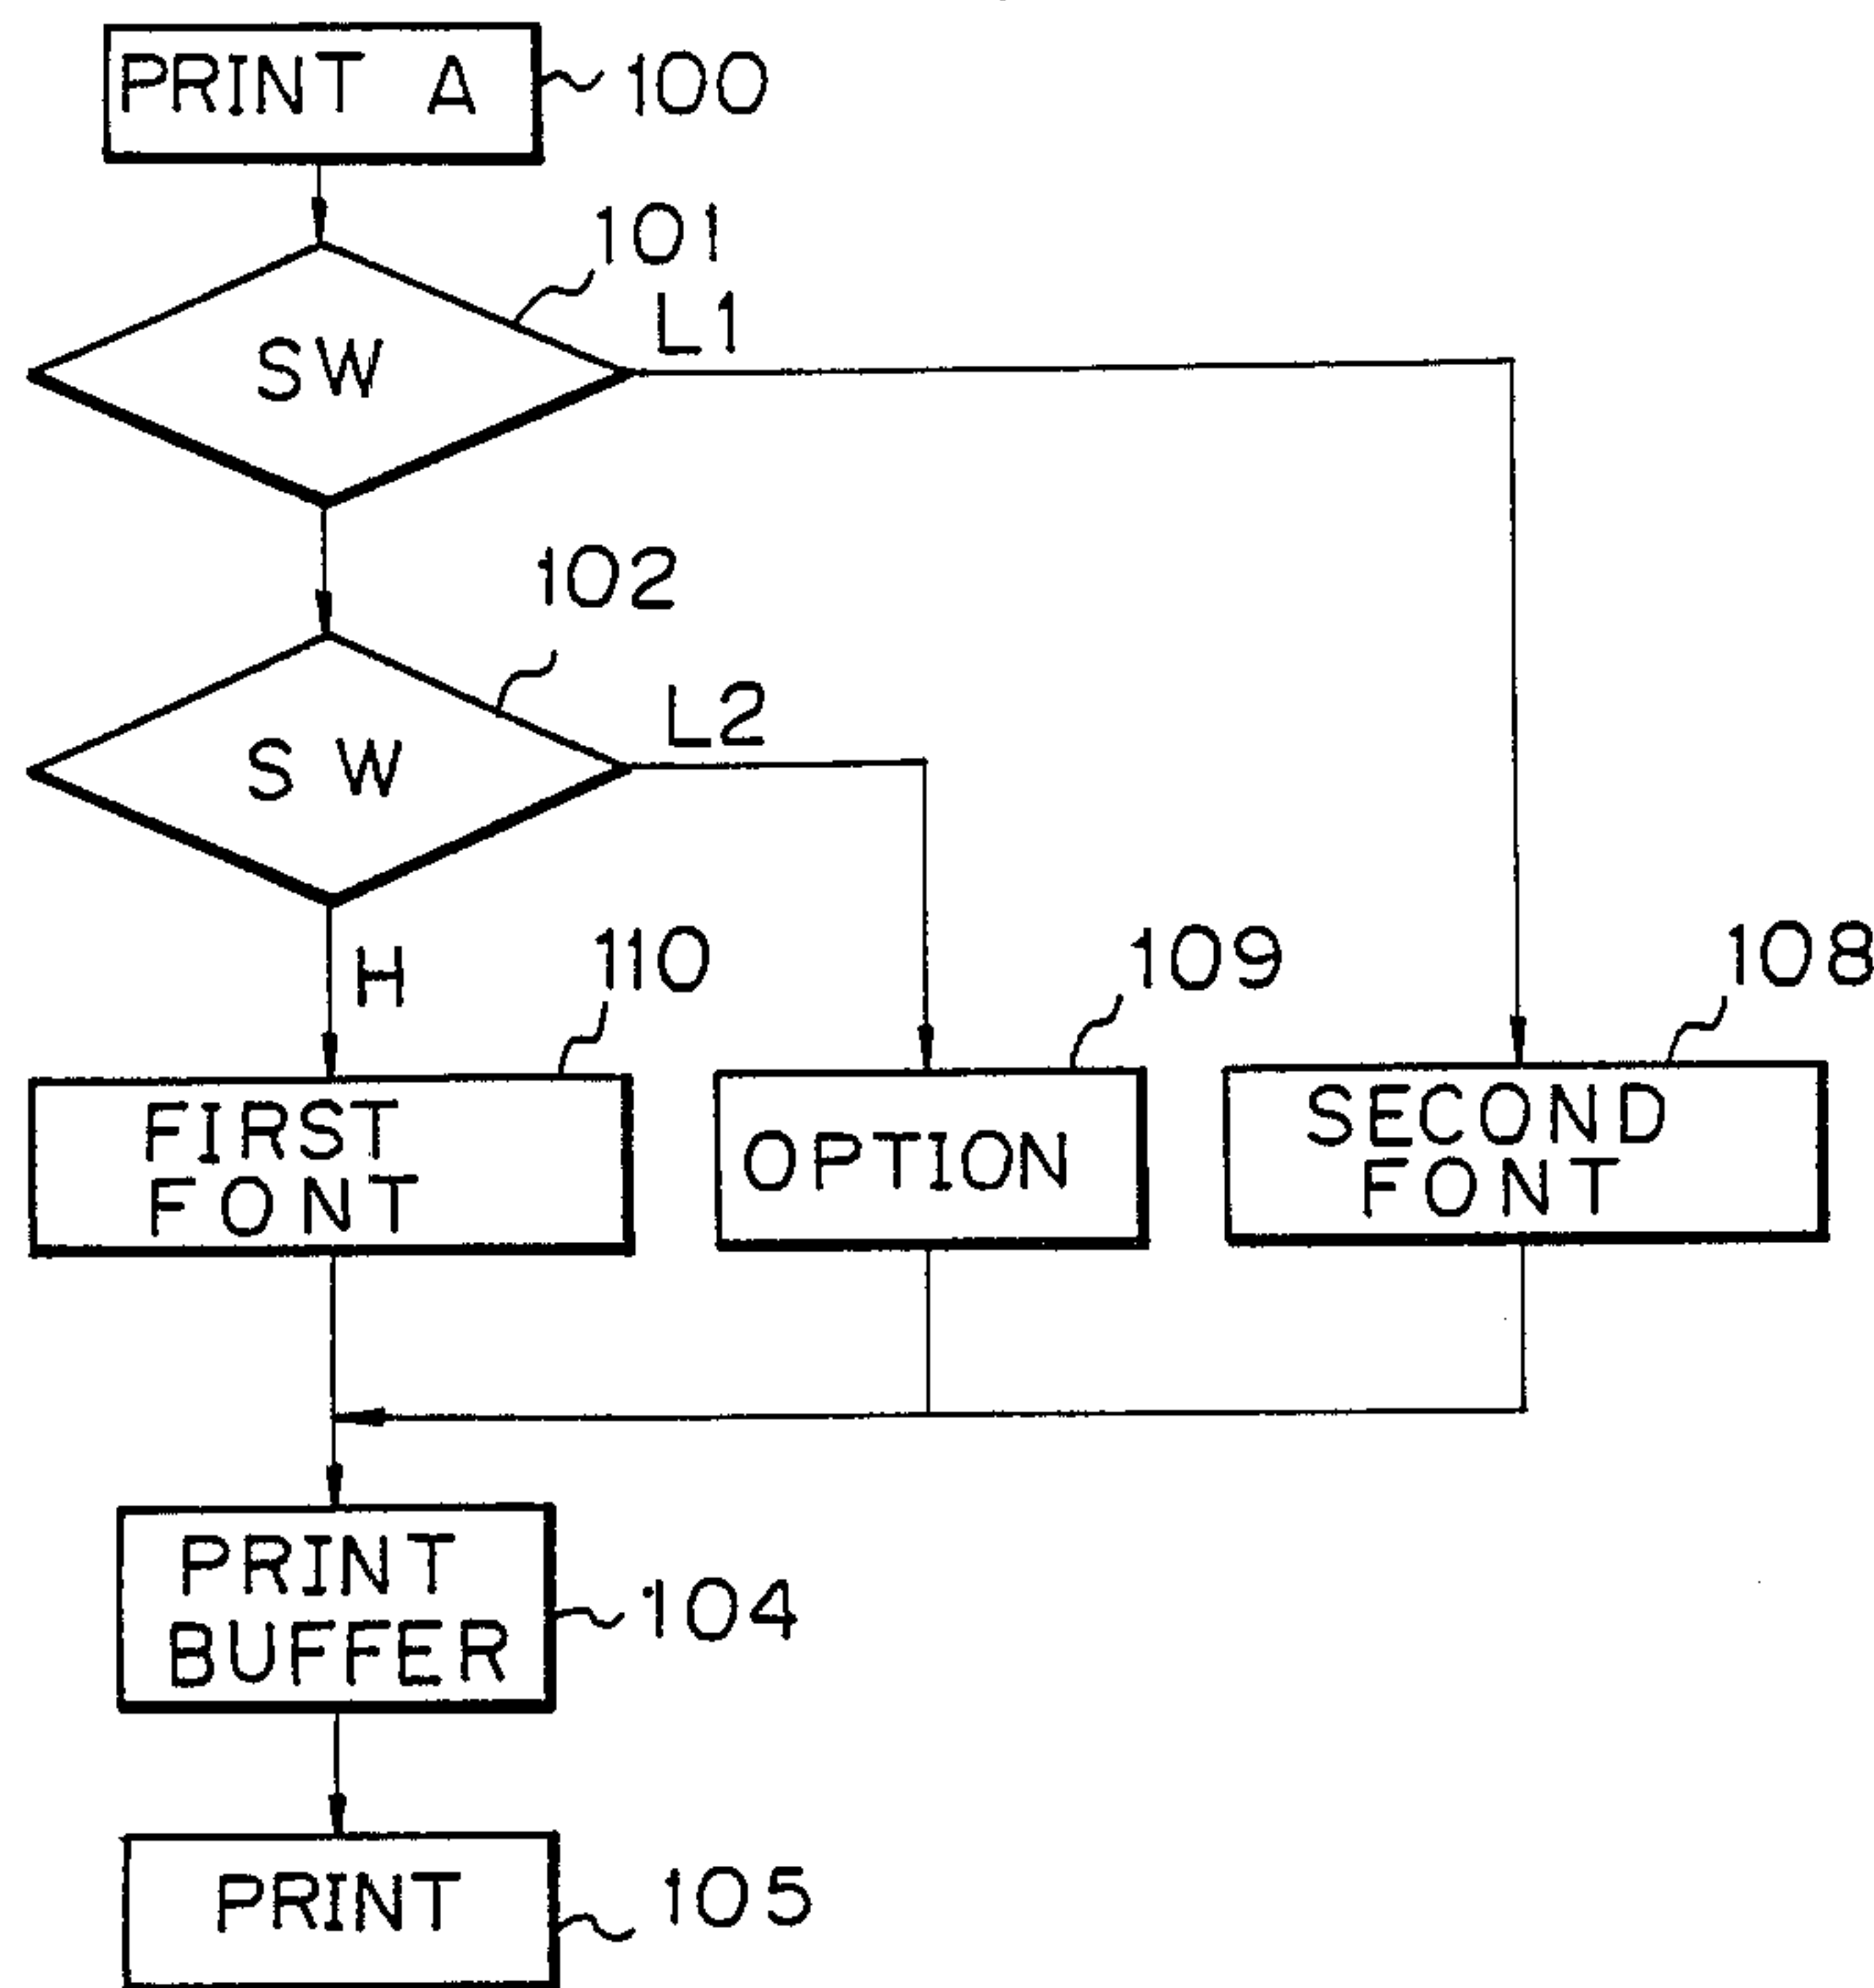 PRINT A 100
101
L1
SW
102
L2
SW
H
110
109
108
FIRST
FONT
OPTION
SECOND
FONT
PRINT
BUFFER
104
PRINT
105